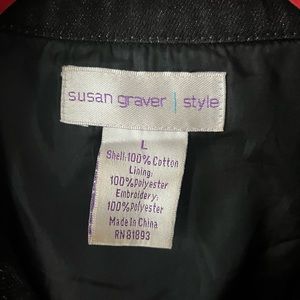 susan graver | style
L
Shell:100% Cotton
Lining:
100% Polyester
Embroidery:
100% Polyester
Made In China
RN 81893